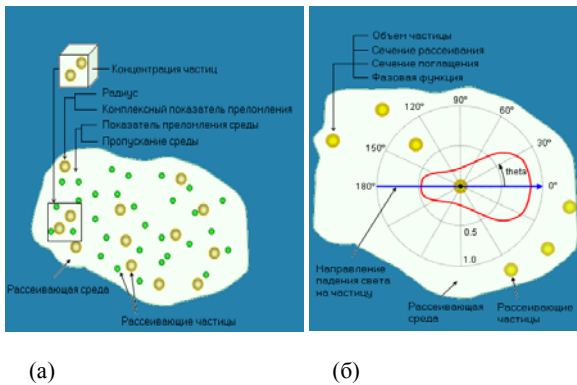 Концентрация частиц
Радиус
Комплексный показатель преломления
Показатель преломления среды
Пропускание среды
Рассеивающая среда
Рассеивающие частицы
(а)
Объем частицы
Сечение рассеивания
Сечение поглащения
Фазовая функция
90°
120°
60°
150°
30°
theta
180°
0°
0.5
1.0
Направление
падения света
на частицу
Рассеивающая
среда
Рассеивающие
частицы
(б)